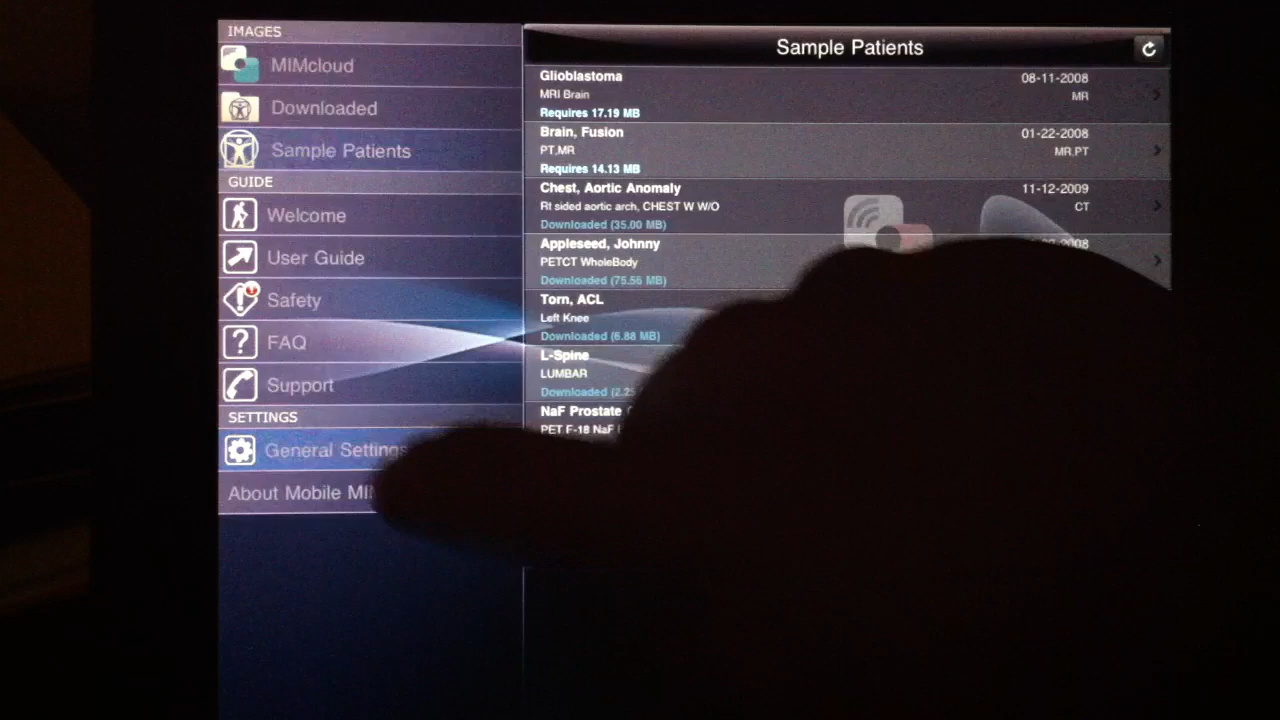 IMAGES
MIMcloud
Downloaded
Sample Patients
GUIDE
Welcome
User Guide
Safety
FAQ
Support
SETTINGS
General Settings
About Mobile
Sample Patients
Glioblastoma 08-11-2008
MRI Brain MR
Requires 17.19 MB
Brain, Fusion 01-22-2008
PT,MR MR,PT
Requires 14.13 MB
Chest, Aortic Anomaly 11-12-2009
Rt sided aortic arch, CHEST W W/O CT
Downloaded (35.00 MB)
Appleseed, Johnny 2008
PETCT WholeBody
Downloaded (75.56 MB)
Torn, ACL
Left Knee
Downloaded (6.88 MB)
L-Spine
LUMBAR
Downloaded (2.25
NaF Prostate
PET F-18 NaF